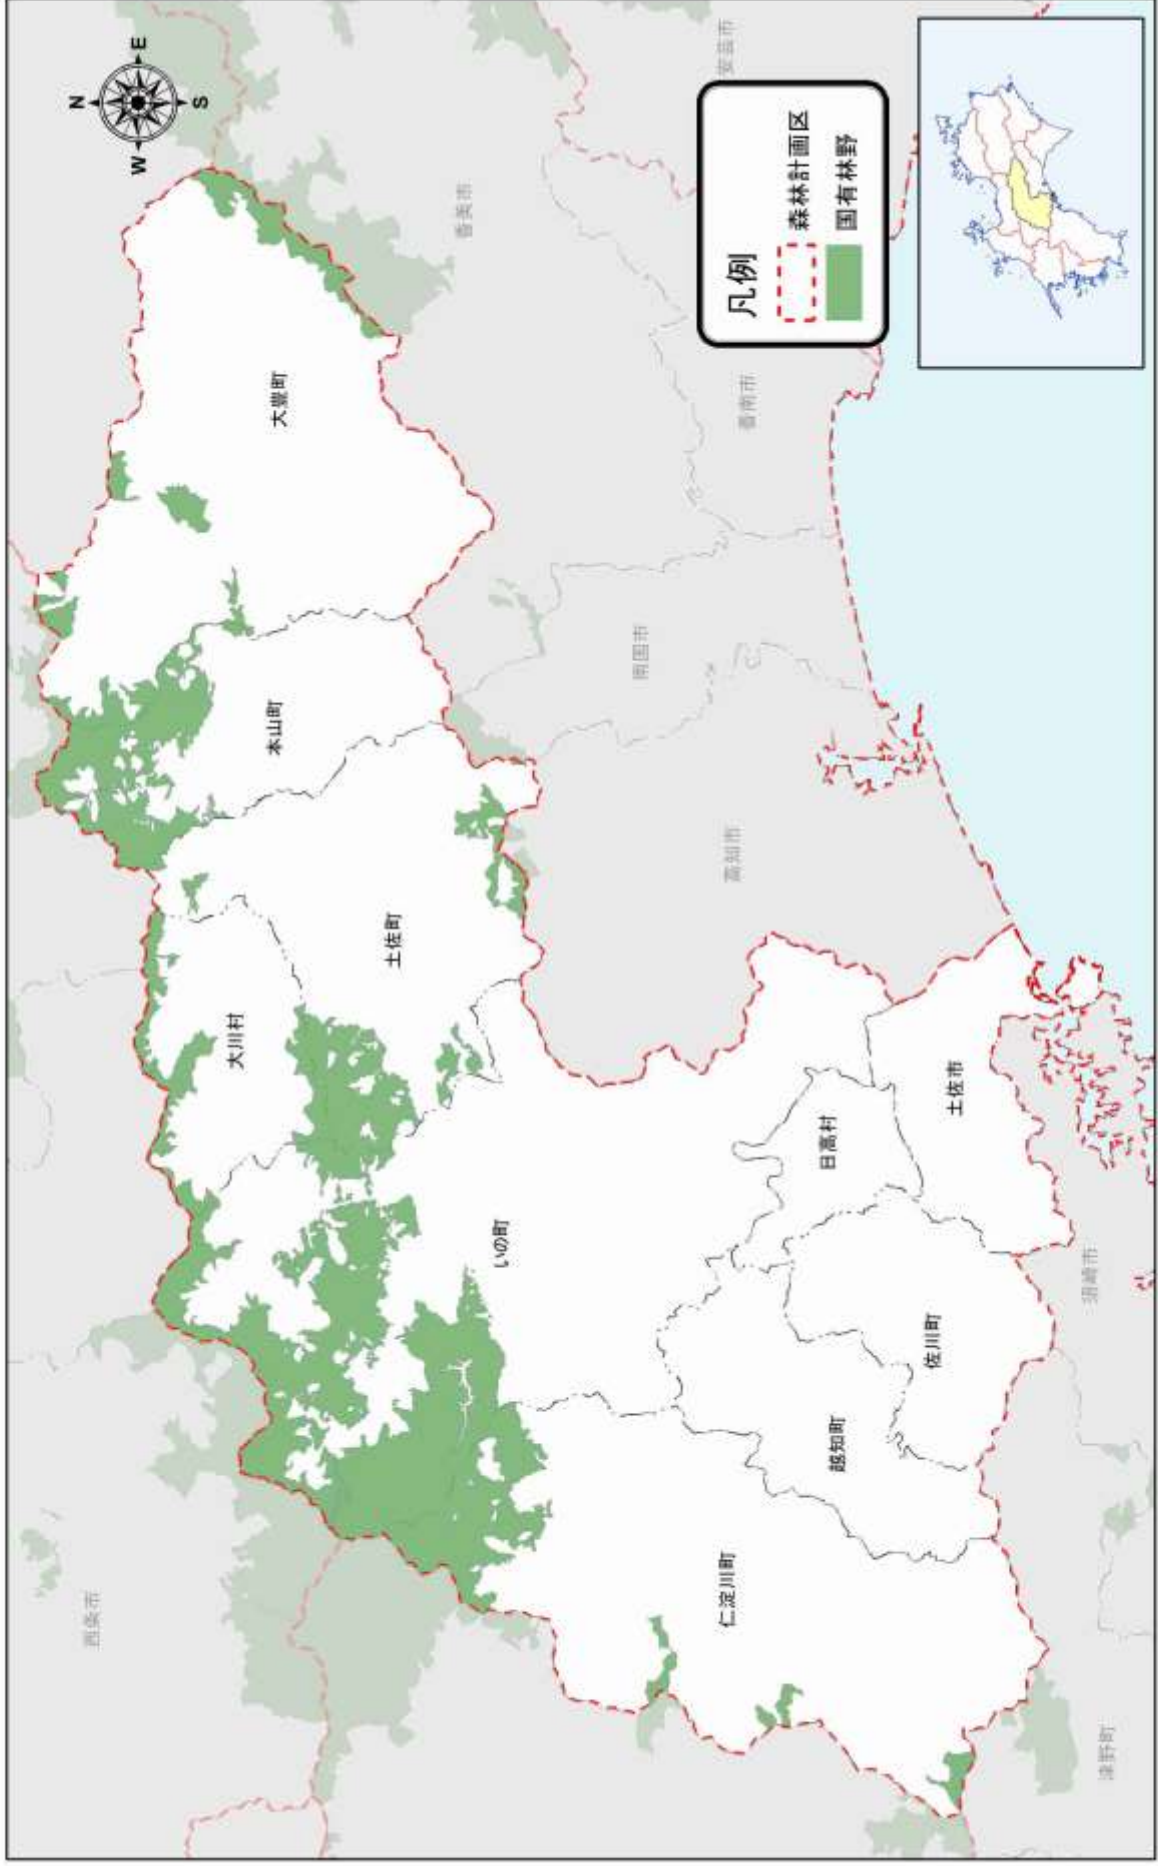 N
W
E
S
安芸市
凡例
森林計画区
国有林野
香美市
大豊町
香南市
南国市
本山町
高知市
土佐町
大川村
土佐市
日高村
いの町
須崎市
佐川町
越知町
仁淀川町
西条市
津野町